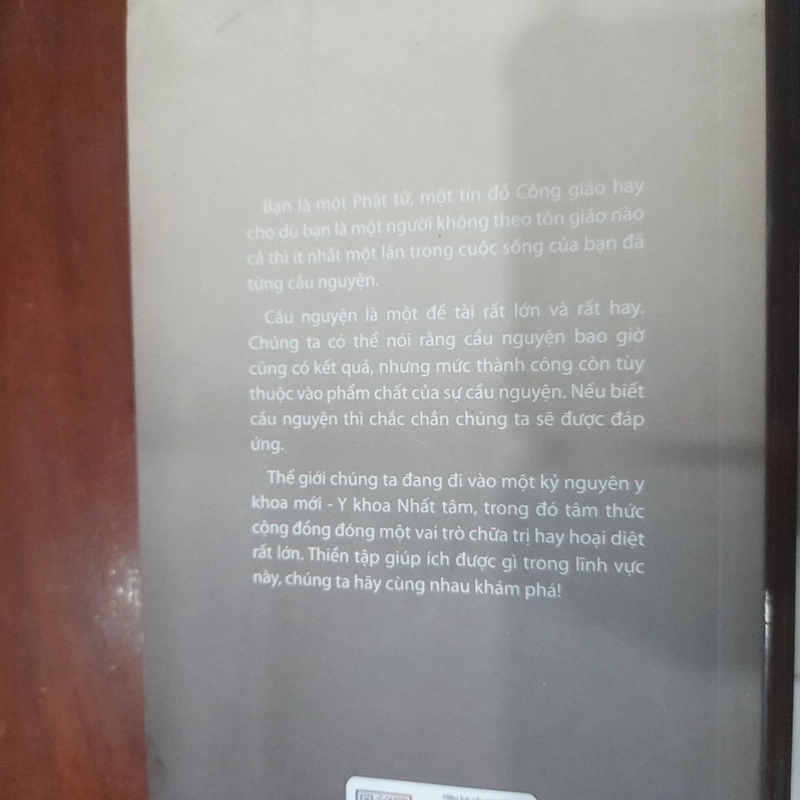 Bạn là một Phật tử, một tín đồ Công giáo hay
cho dù bạn là một người không theo tôn giáo nào
cả thì ít nhất một lần trong cuộc sống của bạn đã
từng cầu nguyện.
Cầu nguyện là một đề tài rất lớn và rất hay.
Chúng ta có thể nói rằng cầu nguyện bao giờ
cũng có kết quả, nhưng mức thành công còn tùy
thuộc vào phẩm chất của sự cầu nguyện. Nếu biết
cầu nguyện thì chắc chắn chúng ta sẽ được đáp
ứng.
Thế giới chúng ta đang đi vào một kỷ nguyên y
khoa mới - Y khoa Nhất tâm, trong đó tâm thức
cộng đồng đóng một vai trò chữa trị hay hoại diệt
rất lớn. Thiền tập giúp ích được gì trong lĩnh vực
này, chúng ta hãy cùng nhau khám phá!